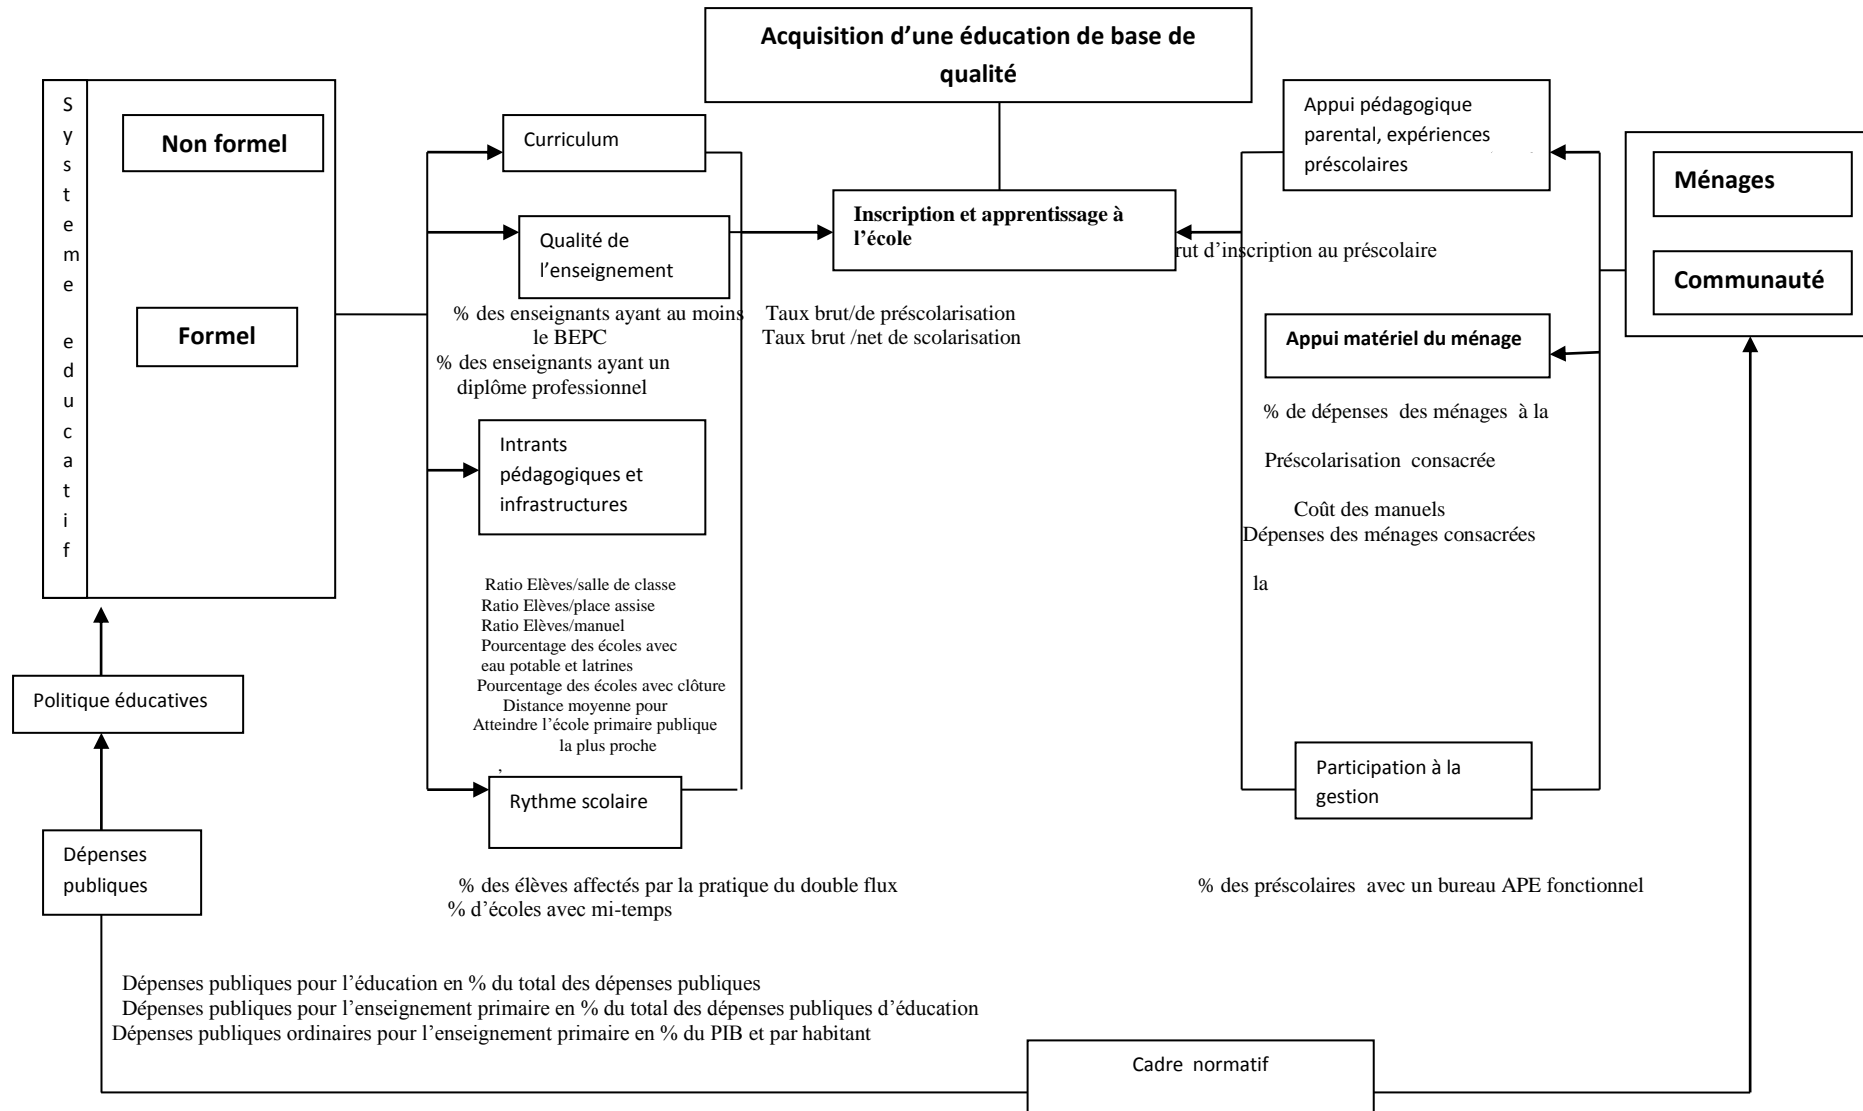 Acquisition d’une éducation de base de
qualité
Systeme educatif
Non formel
Formel
Curriculum
Qualité de
l’enseignement
% des enseignants ayant au moins
le BEPC
% des enseignants ayant un
diplôme professionnel
Intrants
pédagogiques et
infrastructures
Ratio Elèves/salle de classe
Ratio Elèves/place assise
Ratio Elèves/manuel
Pourcentage des écoles avec
eau potable et latrines
Pourcentage des écoles avec clôture
Distance moyenne pour
Atteindre l’école primaire publique
la plus proche
,
Rythme scolaire
% des élèves affectés par la pratique du double flux
% d’écoles avec mi-temps
Inscription et apprentissage à
l’école
Taux brut/de préscolarisation
Taux brut /net de scolarisation
Appui pédagogique
parental, expériences
préscolaires
rut d’inscription au préscolaire
Appui matériel du ménage
% de dépenses des ménages à la
Préscolarisation consacrée
Coût des manuels
Dépenses des ménages consacrées
la
Participation à la
gestion
% des préscolaires avec un bureau APE fonctionnel
Ménages
Communauté
Politique éducatives
Dépenses
publiques
Dépenses publiques pour l’éducation en % du total des dépenses publiques
Dépenses publiques pour l’enseignement primaire en % du total des dépenses publiques d’éducation
Dépenses publiques ordinaires pour l’enseignement primaire en % du PIB et par habitant
Cadre normatif